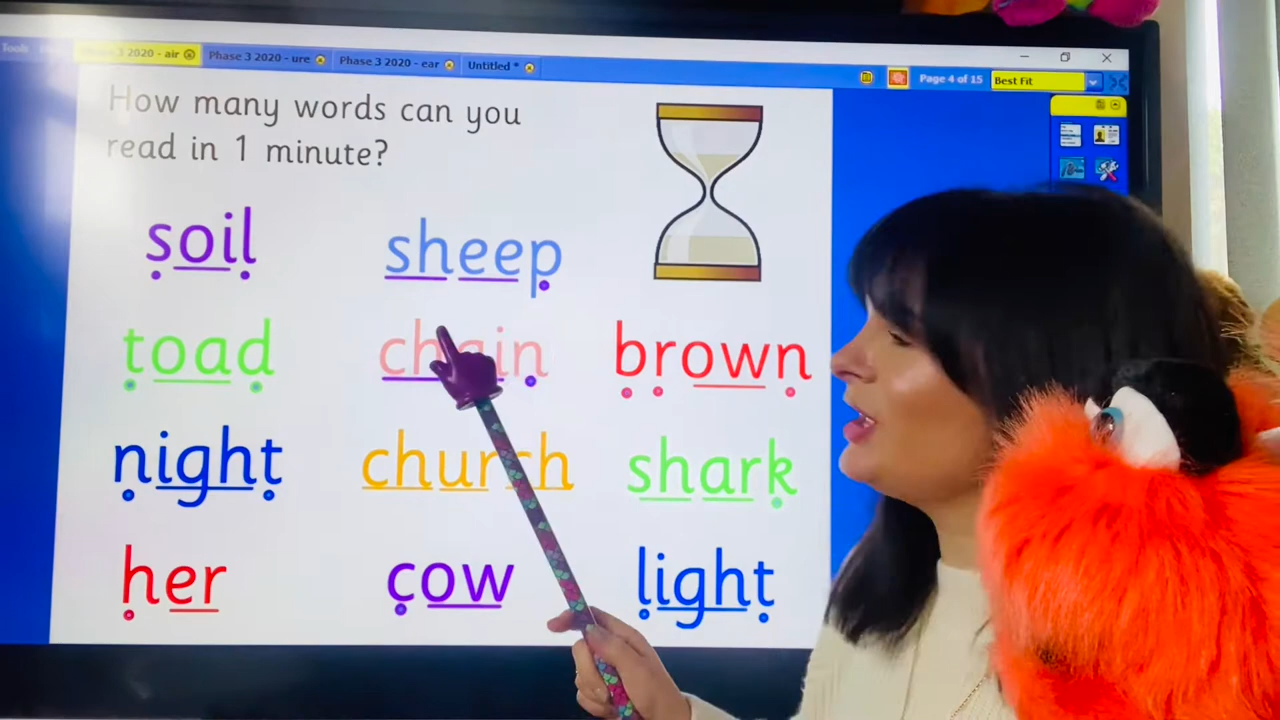 Tools
Phase 3 2020 - air
Phase 3 2020 - ure
Phase 3 2020 - ear
Untitled *
Page 4 of 15
Best Fit
How many words can you
read in 1 minute?
soil sheep
toad chain brown
night church shark
her cow light